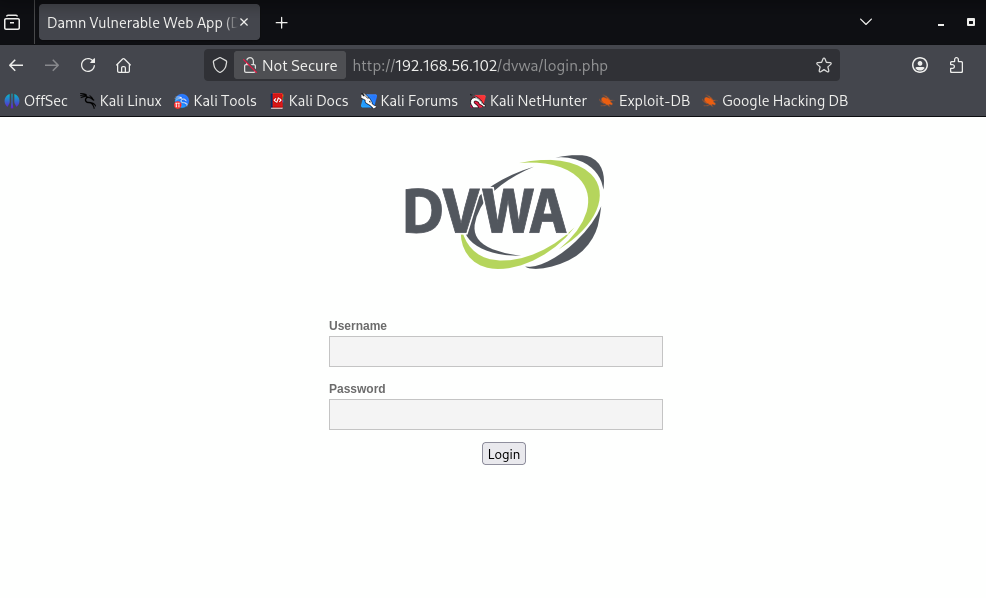 Damn Vulnerable Web App (D
Not Secure http://192.168.56.102/dvwa/login.php
OffSec Kali Linux Kali Tools Kali Docs Kali Forums Kali NetHunter Exploit-DB Google Hacking DB
DVWA
Username
Password
Login